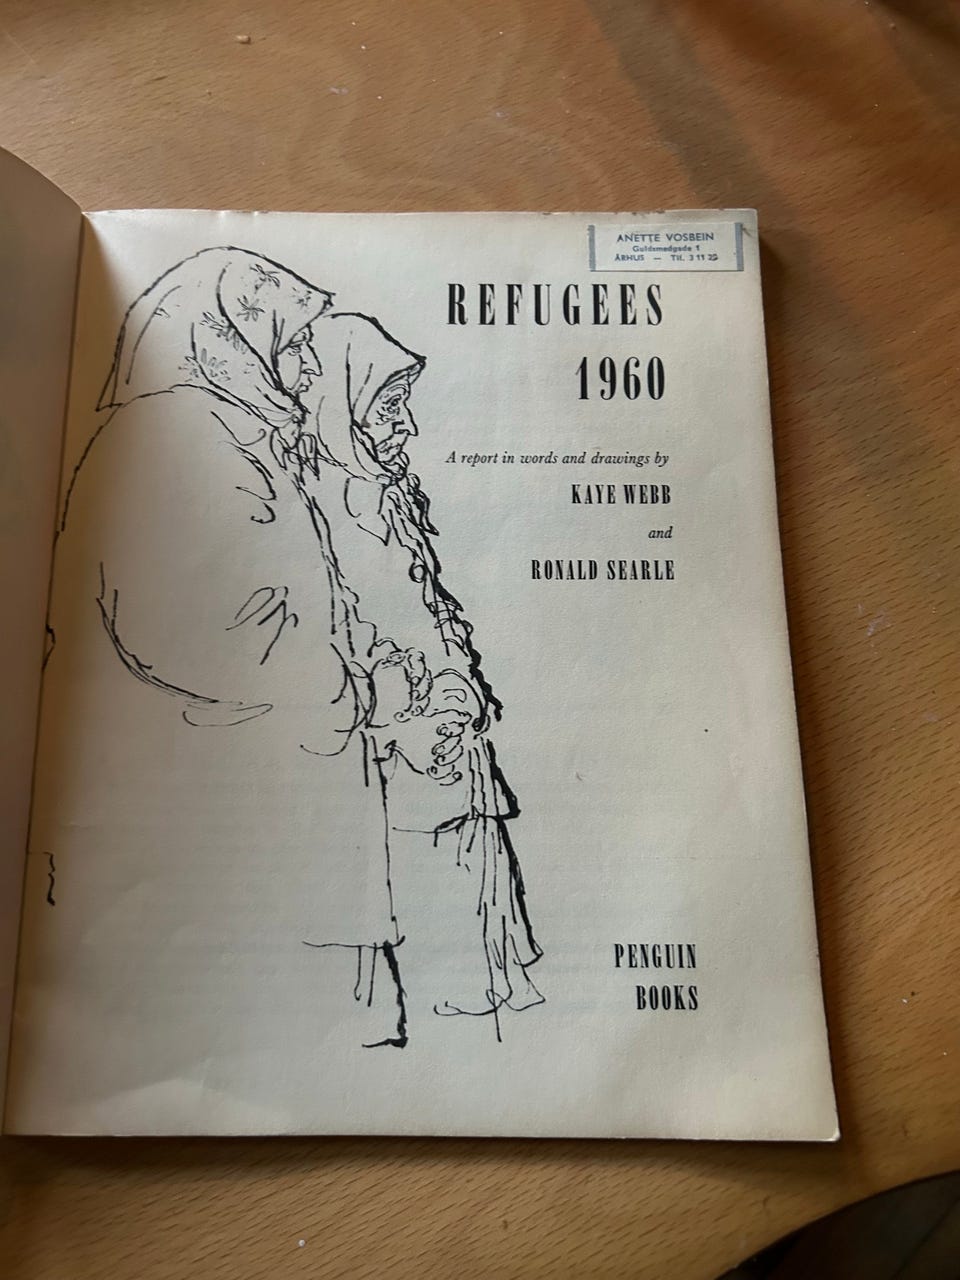 ANETTE VOSBEIN
Guldsmedgade 1
ÅRHUS — Tlf. 3 11 25
REFUGEES
1960
A report in words and drawings by
KAYE WEBB
and
RONALD SEARLE
PENGUIN
BOOKS